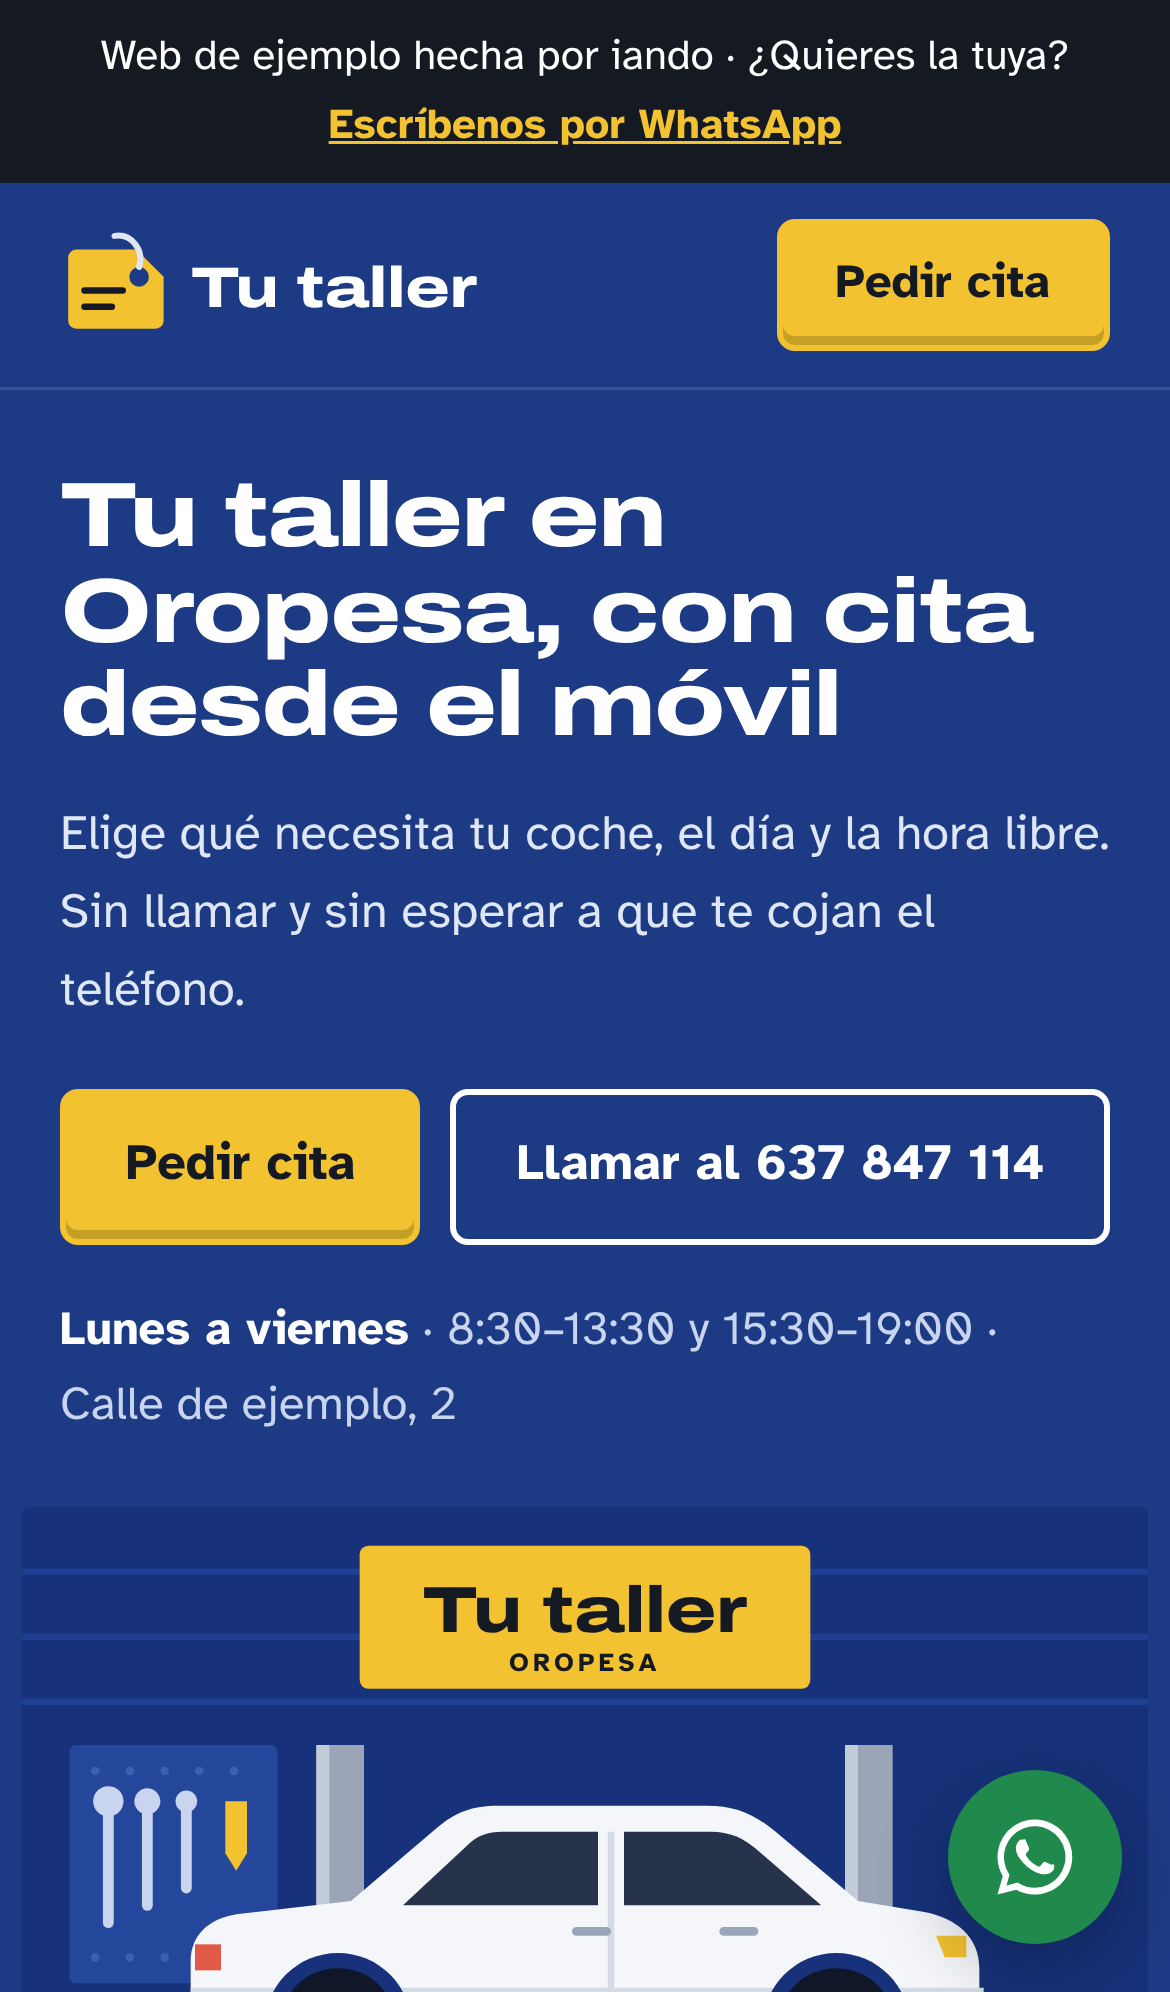 Web de ejemplo hecha por iando · ¿Quieres la tuya?
Escríbenos por WhatsApp
Tu taller
Pedir cita
Tu taller en
Oropesa, con cita
desde el móvil
Elige qué necesita tu coche, el día y la hora libre.
Sin llamar y sin esperar a que te cojan el
teléfono.
Pedir cita
Llamar al 637 847 114
Lunes a viernes · 8:30–13:30 y 15:30–19:00 ·
Calle de ejemplo, 2
Tu taller
OROPESA